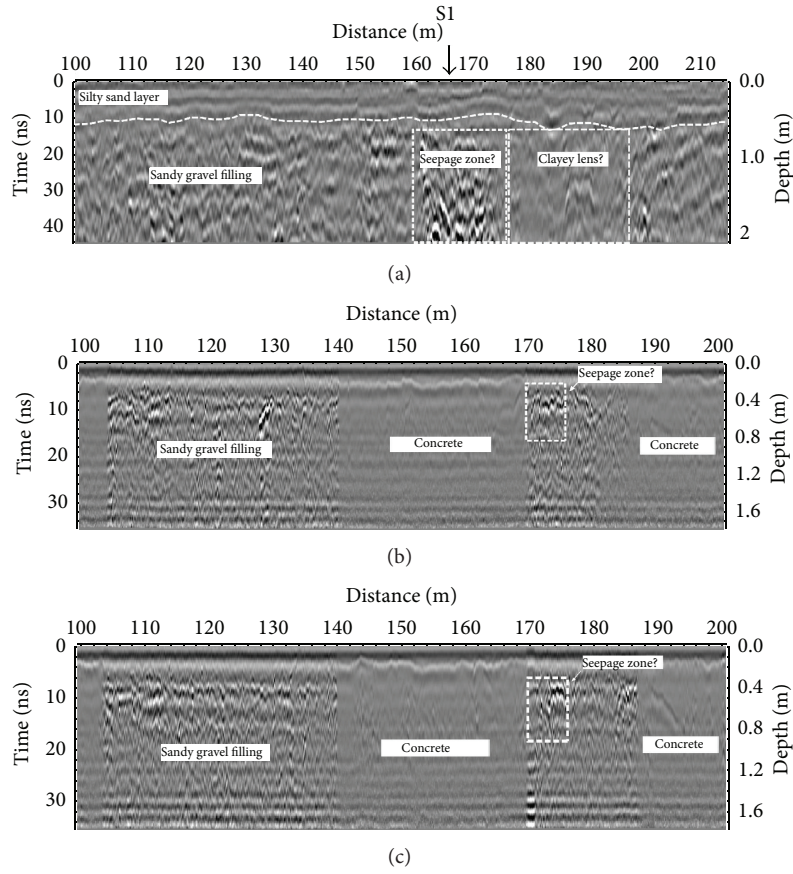 S1
Distance (m)
100 110 120 130 140 150 160 170 180 190 200 210
0 0.0
Silty sand layer
10
Time (ns)
20 1.0
Seepage zone? Clayey lens?
Sandy gravel filling
Depth (m)
30
40 2
(a)
Distance (m)
100 110 120 130 140 150 160 170 180 190 200
0 0.0
Seepage zone?
10 0.4
Time (ns)
Sandy gravel filling Concrete Concrete
0.8
Depth (m)
20
1.2
30 1.6
(b)
Distance (m)
100 110 120 130 140 150 160 170 180 190 200
0 0.0
Seepage zone?
10 0.4
Time (ns)
0.8
Depth (m)
Sandy gravel filling Concrete Concrete
20
1.2
30 1.6
(c)